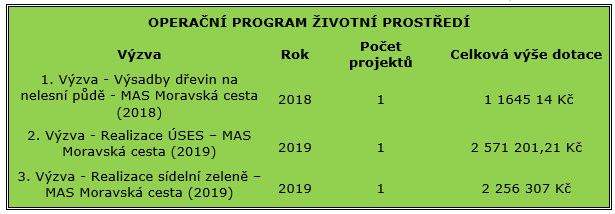 OPERAČNÍ PROGRAM ŽIVOTNÍ PROSTŘEDÍ
Výzva Rok Počet projektů Celková výše dotace
1. Výzva - Výsadby dřevin na
nelesní půdě - MAS Moravská cesta
(2018)
2018 1 1 1645 14 Kč
2. Výzva - Realizace ÚSES – MAS
Moravská cesta (2019)
2019 1 2 571 201,21 Kč
3. Výzva - Realizace sídelní zeleně –
MAS Moravská cesta (2019)
2019 1 2 256 307 Kč